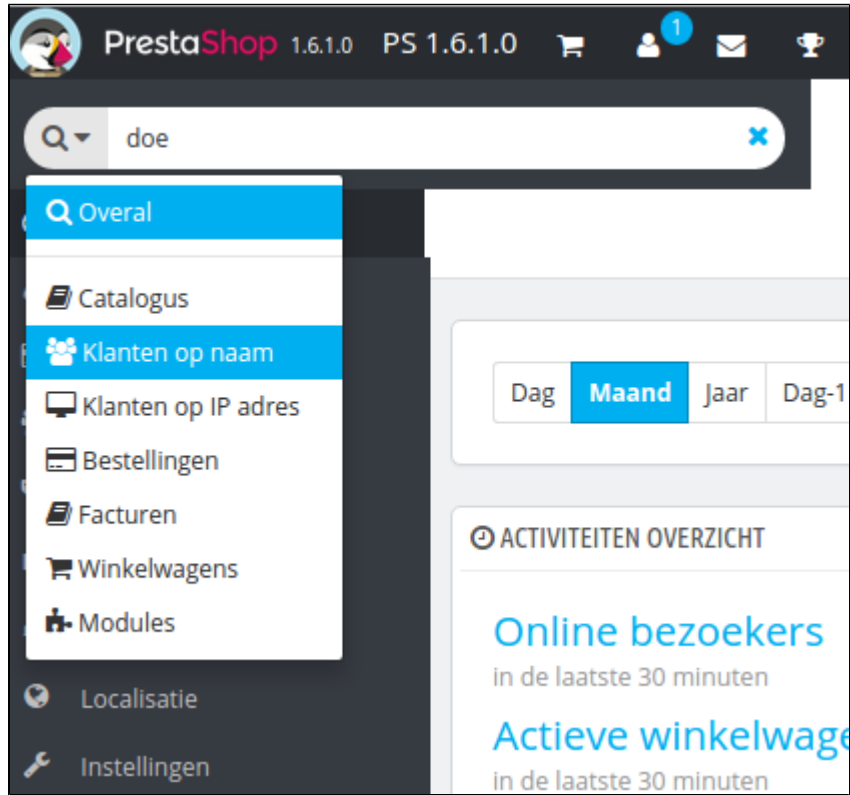 PrestaShop 1.6.1.0 PS 1.6.1.0 1
doe
Overal
Catalogus
Klanten op naam
Klanten op IP adres
Bestellingen
Facturen
Winkelwagens
Modules
Localisatie
Instellingen
Dag Maand Jaar Dag-1
ACTIVITEITEN OVERZICHT
Online bezoekers
in de laatste 30 minuten
Actieve winkelwage
in de laatste 30 minuten